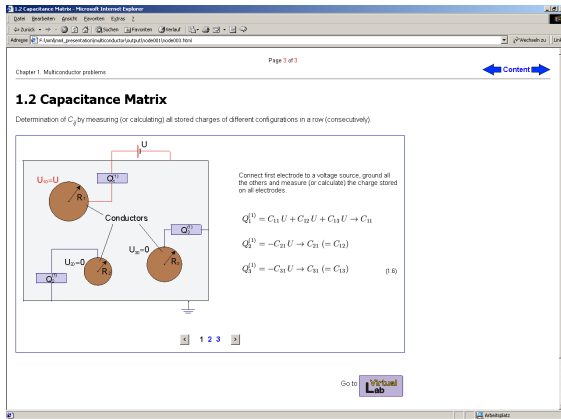 1.2 Capacitance Matrix - Microsoft Internet Explorer
Datei Bearbeiten Ansicht Favoriten Extras ?
Zurück Suchen Favoriten Verlauf
Adresse Wechseln zu Link
Page 3 of 3
Chapter 1. Multiconductor problems
Content
1.2 Capacitance Matrix
Determination of C_ij by measuring (or calculating) all stored charges of different configurations in a row (consecutively).
U
U₁₀=U
Q₁⁽¹⁾
R₁
Conductors
Q₃⁽¹⁾
U₃₀=0
U₂₀=0
R₃
R₂
Q₂⁽¹⁾
Connect first electrode to a voltage source, ground all
the others and measure (or calculate) the charge stored
on all electrodes.
Q₁⁽¹⁾ = C₁₁ U + C₁₂ U + C₁₃ U → C₁₁
Q₂⁽¹⁾ = −C₂₁ U → C₂₁ (= C₁₂)
Q₃⁽¹⁾ = −C₃₁ U → C₃₁ (= C₁₃) (1.6)
< 1 2 3 >
Go to Virtual Lab
Arbeitsplatz